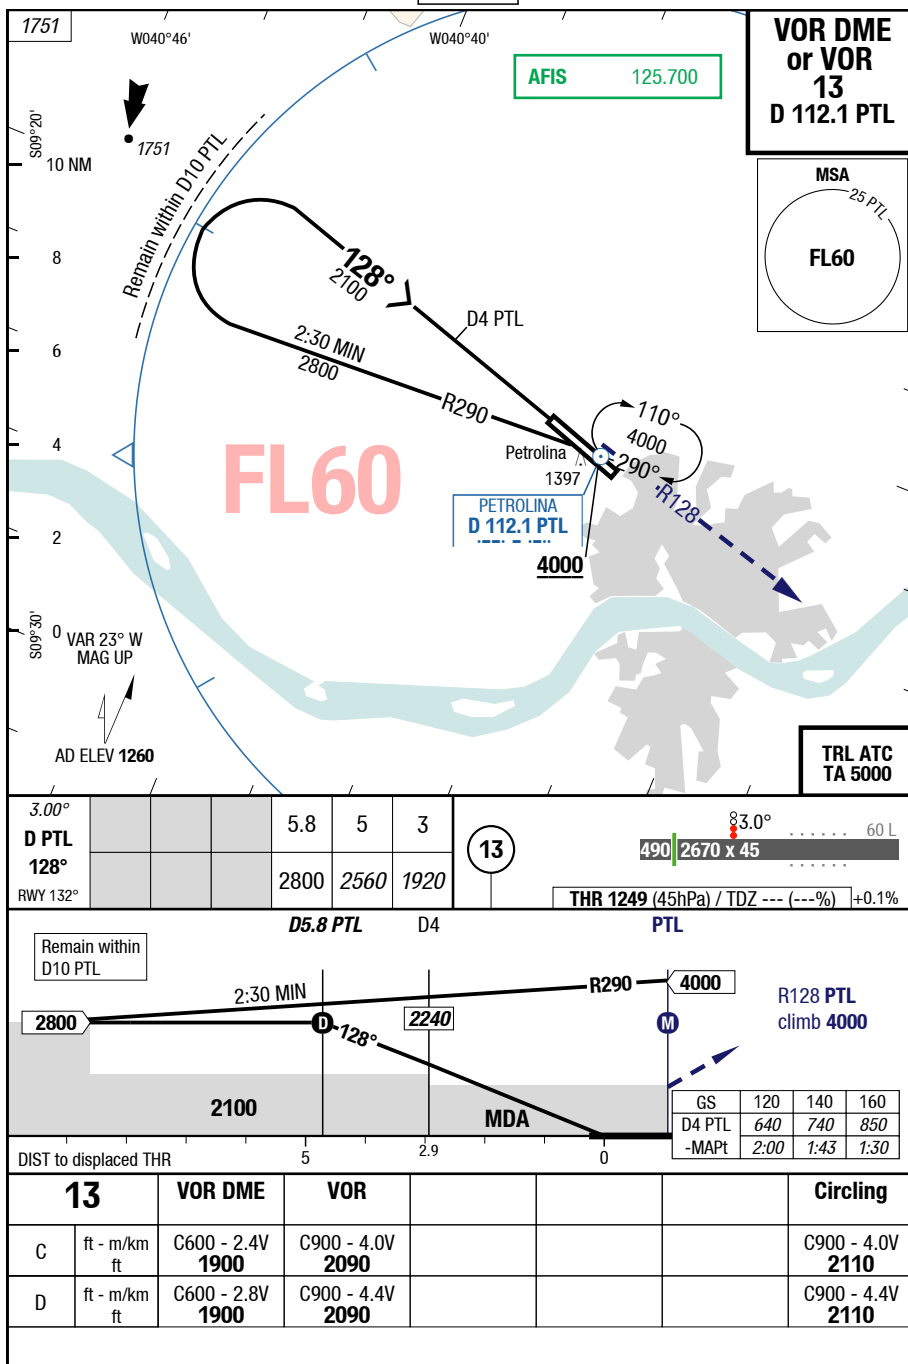 1751
W040°46'
W040°40'
AFIS 125.700
VOR DME
or VOR
13
D 112.1 PTL
S09°20'
1751
10 NM
Remain within D10 PTL
MSA
25 PTL
FL60
8
128°
2100
D4 PTL
6
2:30 MIN
2800
R290
110°
4000
290°
4
Petrolina
1397
FL60
R128
PETROLINA
D 112.1 PTL
2
4000
S09°30'
0
VAR 23° W
MAG UP
AD ELEV 1260
TRL ATC
TA 5000
3.00°
D PTL
128°
RWY 132°
5.8 5 3
2800 2560 1920
13
3.0°
60 L
490 2670 x 45
THR 1249 (45hPa) / TDZ --- (---%) +0.1%
D5.8 PTL D4 PTL
Remain within
D10 PTL
2:30 MIN
R290
4000
2800
D
128°
2240
M
R128 PTL
climb 4000
2100
MDA
GS 120 140 160
D4 PTL 640 740 850
-MAPt 2:00 1:43 1:30
DIST to displaced THR 5 2.9 0
13 VOR DME VOR Circling
C ft - m/km C600 - 2.4V C900 - 4.0V C900 - 4.0V
ft 1900 2090 2110
D ft - m/km C600 - 2.8V C900 - 4.4V C900 - 4.4V
ft 1900 2090 2110